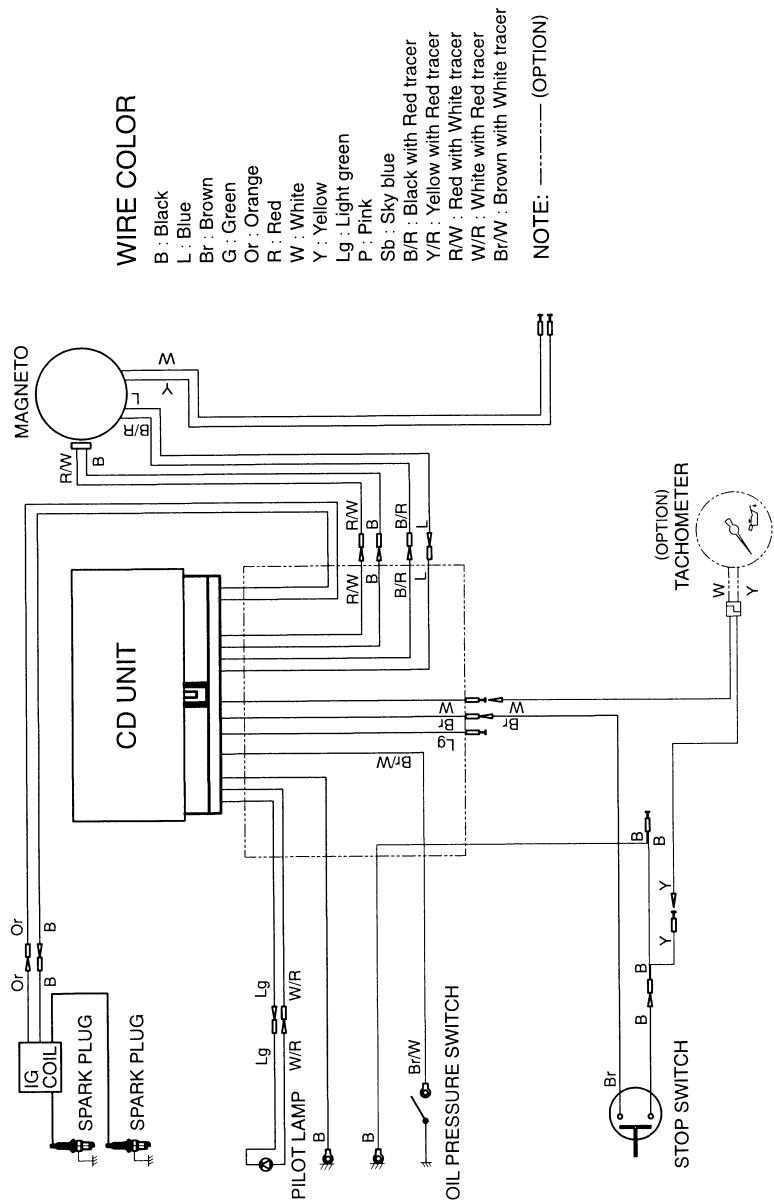 WIRE COLOR
B : Black
L : Blue
Br : Brown
G : Green
Or : Orange
R : Red
W : White
Y : Yellow
Lg : Light green
P : Pink
Sb : Sky blue
B/R : Black with Red tracer
Y/R : Yellow with Red tracer
R/W : Red with White tracer
W/R : White with Red tracer
Br/W : Brown with White tracer
NOTE: (OPTION)
MAGNETO
R/W
B
B/R
L
Y
W
R/W
B
B/R
L
R/W
B
B/R
L
CD UNIT
W
Br
Lg
Br/W
W
Br
(OPTION)
TACHOMETER
W
Y
Or
Or
B
B
IG
COIL
SPARK PLUG
SPARK PLUG
Lg
W/R
Lg
W/R
PILOT LAMP
B
B
Br/W
OIL PRESSURE SWITCH
B
B
Y
Y
B
B
Br
STOP SWITCH